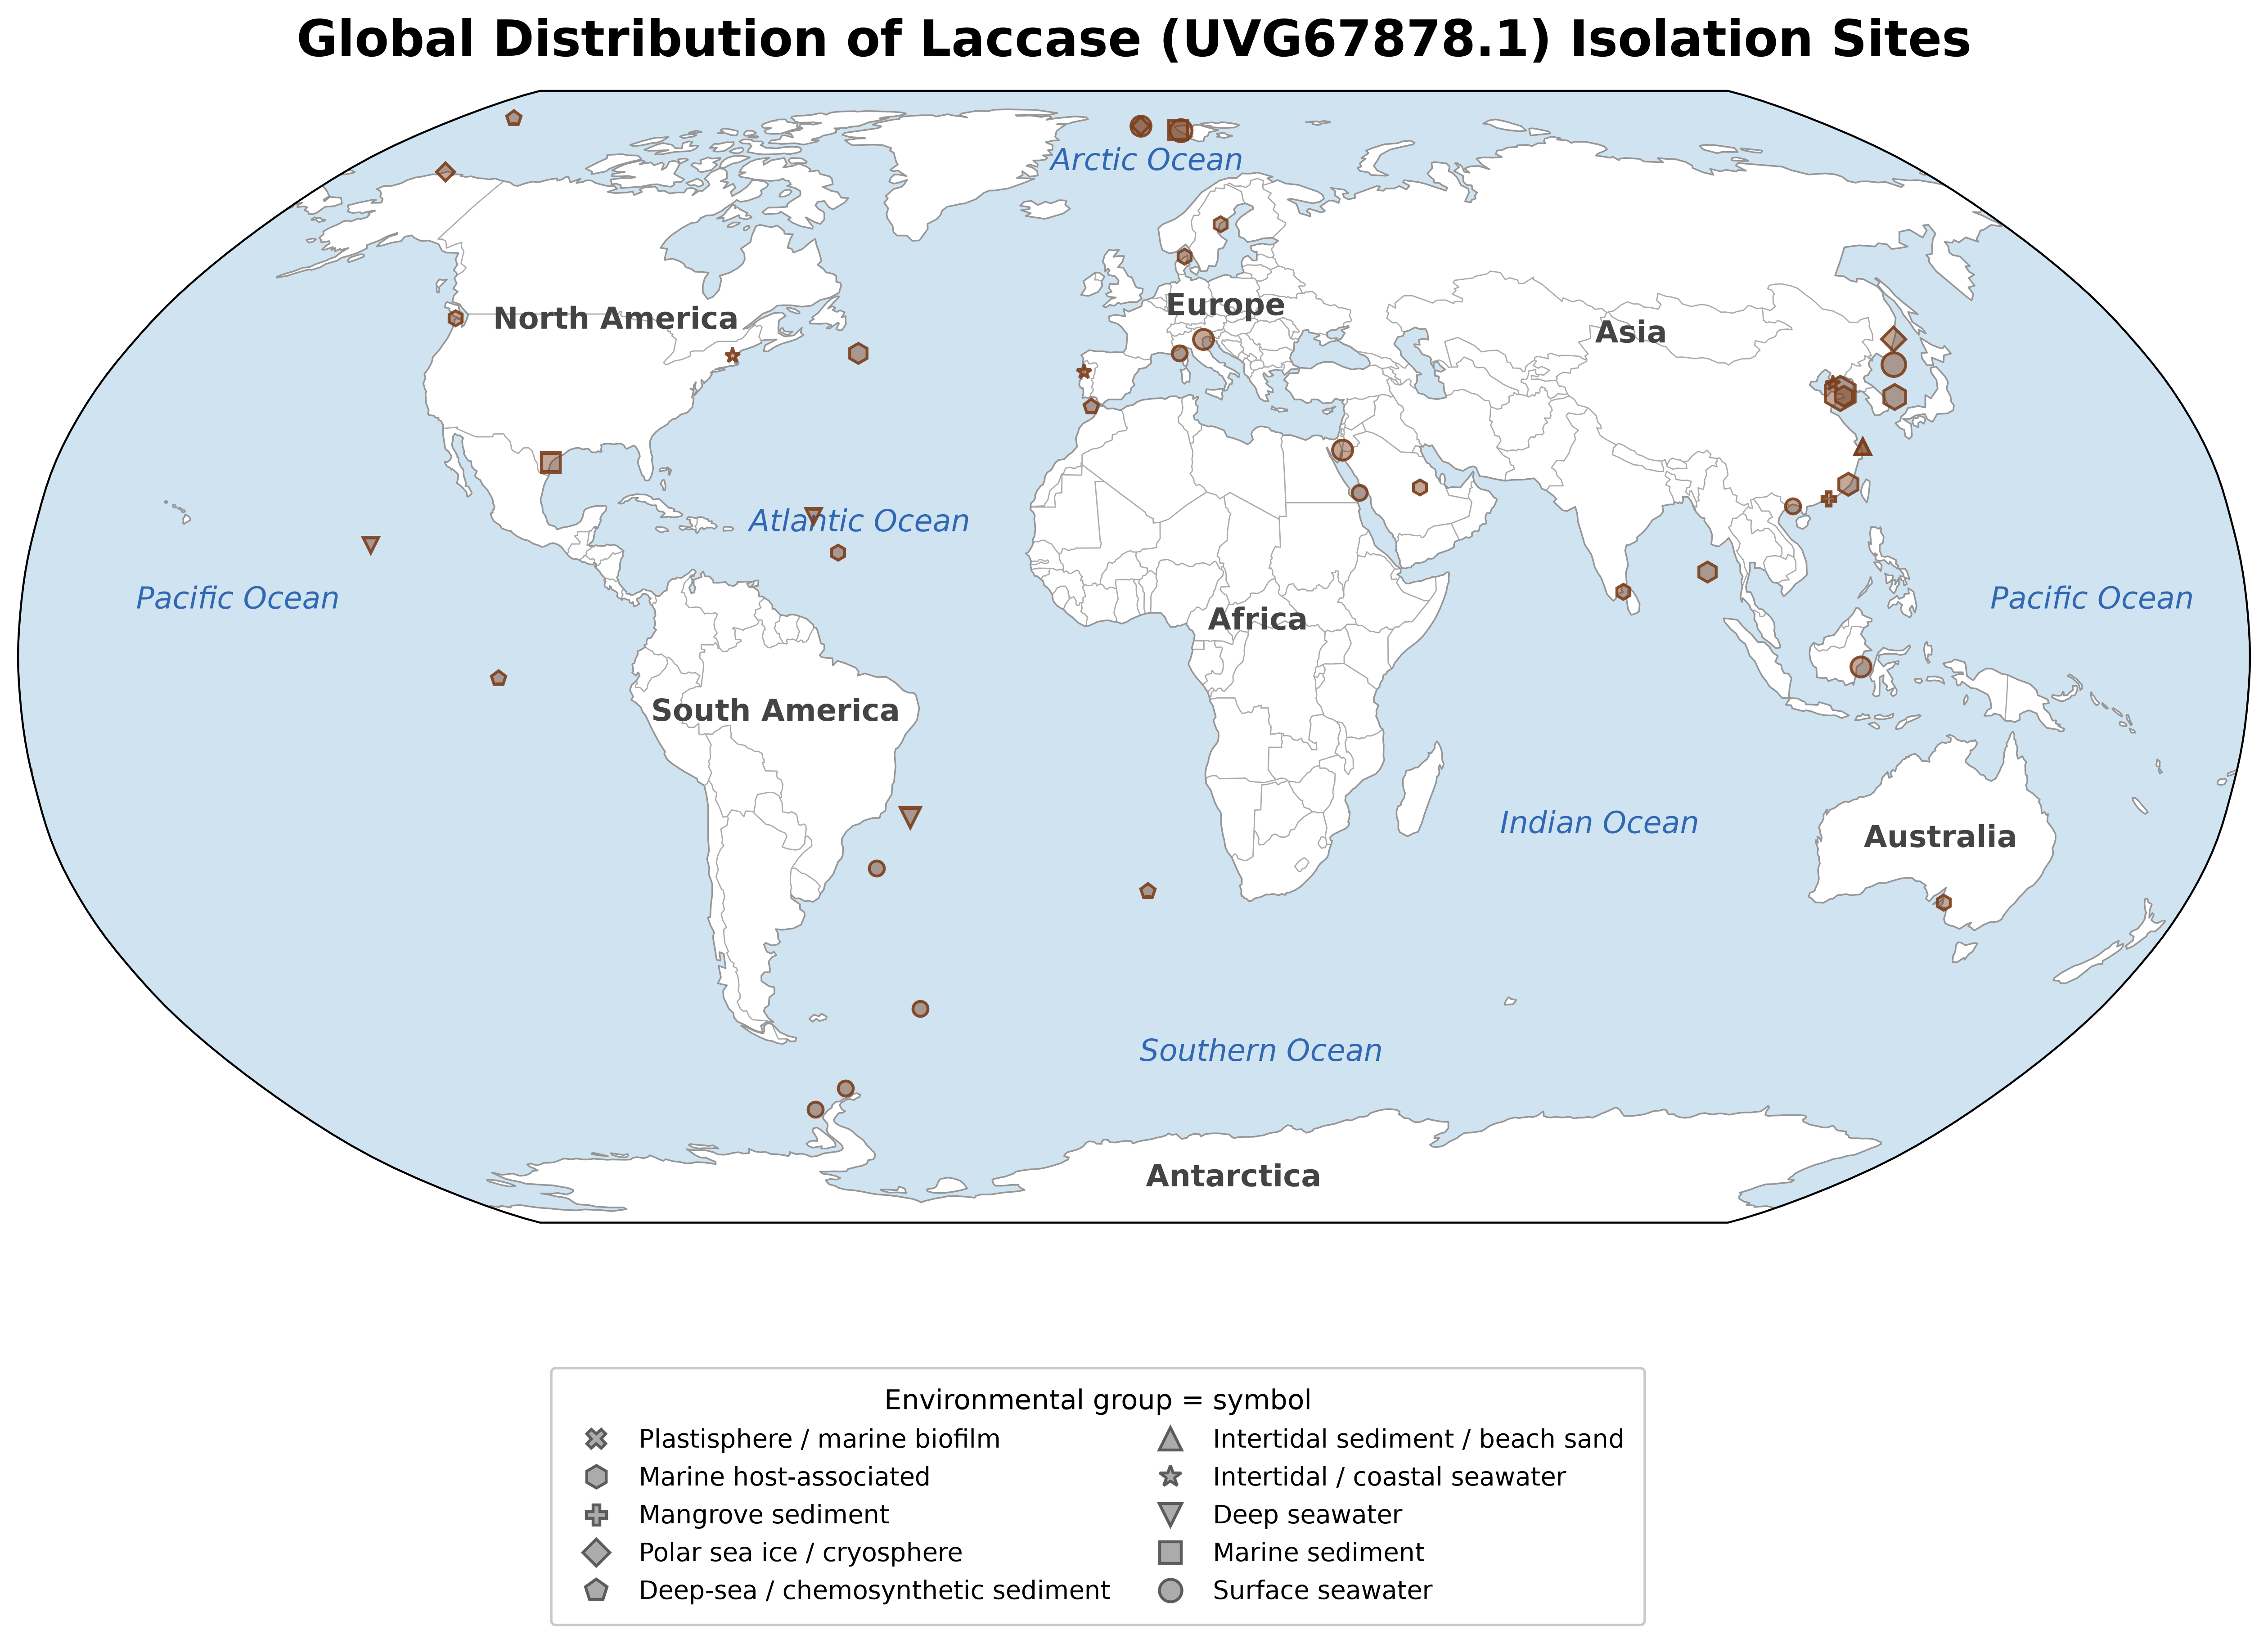 Global Distribution of Laccase (UVG67878.1) Isolation Sites
Arctic Ocean
North America
Europe
Asia
Atlantic Ocean
Pacific Ocean
Pacific Ocean
Africa
South America
Indian Ocean
Australia
Southern Ocean
Antarctica
Environmental group = symbol
Plastisphere / marine biofilm
Marine host-associated
Mangrove sediment
Polar sea ice / cryosphere
Deep-sea / chemosynthetic sediment
Intertidal sediment / beach sand
Intertidal / coastal seawater
Deep seawater
Marine sediment
Surface seawater